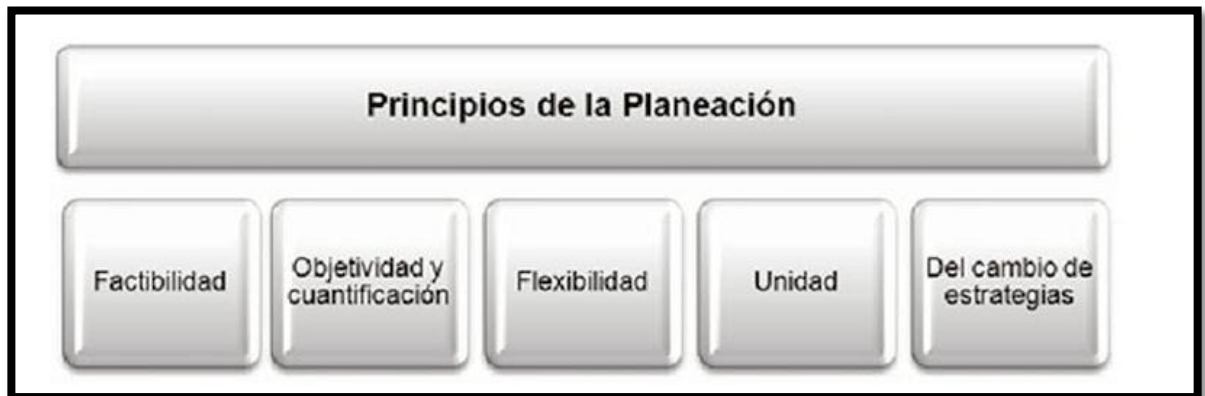 Principios de la Planeación
Factibilidad
Objetividad y
cuantificación
Flexibilidad
Unidad
Del cambio de
estrategias